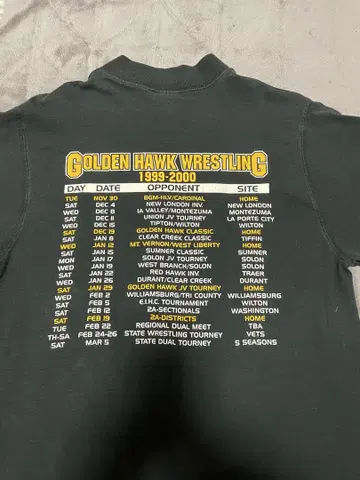 GOLDEN HAWK WRESTLING
1999-2000
DAY DATE OPPONENT SITE
TUE NOV 30 BGM-HLV/CARDINAL HOME
SAT DEC 4 NEW LONDON INV. NEW LONDON
WED DEC 8 IA VALLEY/MONTEZUMA MONTEZUMA
SAT DEC 11 UNION JV TOURNEY LA PORTE CITY
WED DEC 15 TIPTON/WILTON WILTON
SAT DEC 19 GOLDEN HAWK CLASSIC HOME
SAT JAN 8 CLEAR CREEK CLASSIC TIFFIN
WED JAN 12 MT. VERNON/WEST LIBERTY HOME
SAT JAN 15 SUMNER CLASSIC SUMNER
MON JAN 17 SOLON JV TOURNEY SOLON
WED JAN 19 WEST BRANCH/SOLON SOLON
SAT JAN 22 RED HAWK INV. TRAER
WED JAN 26 DURANT/CLEAR CREEK DURANT
SAT JAN 29 GOLDEN HAWK JV TOURNEY HOME
WED FEB 2 WILLIAMSBURG/TRI COUNTY WILLIAMSBURG
SAT FEB 5 E.I.H.C. TOURNAMENT WILTON
SAT FEB 12 2A-SECTIONALS WASHINGTON
SAT FEB 19 2A-DISTRICTS HOME
TUE FEB 22 REGIONAL DUAL MEET TBA
TH-SA FEB 24-26 STATE WRESTLING TOURNEY VETS
SAT MAR 5 STATE DUAL TOURNEY 5 SEASONS